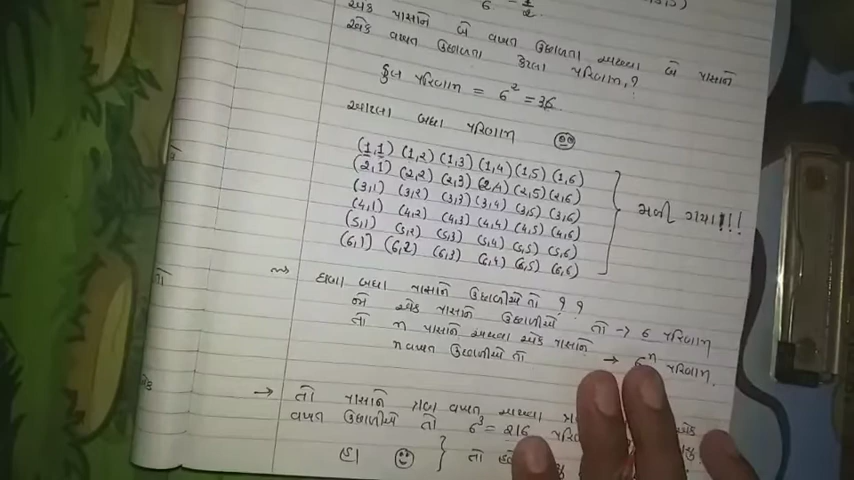 6 = 1/2
એક પાસાને બે વખત ઉછાળતા અથવા બે પાસાને
એક વખત ઉછાળતા કેટલા પરિણામ?
કુલ પરિણામ = 6² = 36
આટલા બધા પરિણામ
(1,1) (1,2) (1,3) (1,4) (1,5) (1,6)
(2,1) (2,2) (2,3) (2,4) (2,5) (2,6)
(3,1) (3,2) (3,3) (3,4) (3,5) (3,6)
(4,1) (4,2) (4,3) (4,4) (4,5) (4,6)
(5,1) (5,2) (5,3) (5,4) (5,5) (5,6)
(6,1) (6,2) (6,3) (6,4) (6,5) (6,6)
મળી ગયા!!!
ઘણા બધા પાસાને ઉછાળીએ તો ??
જો એક પાસાને ઉછાળીએ તો → 6 પરિણામ
તો n પાસાને અથવા એક પાસાને
n વખત ઉછાળીએ તો → 6ⁿ પરિણામ.
→ તો પાસાને ત્રણ વખત અથવા
વખત ઉછાળીએ તો 6³ = 216
હા } તો